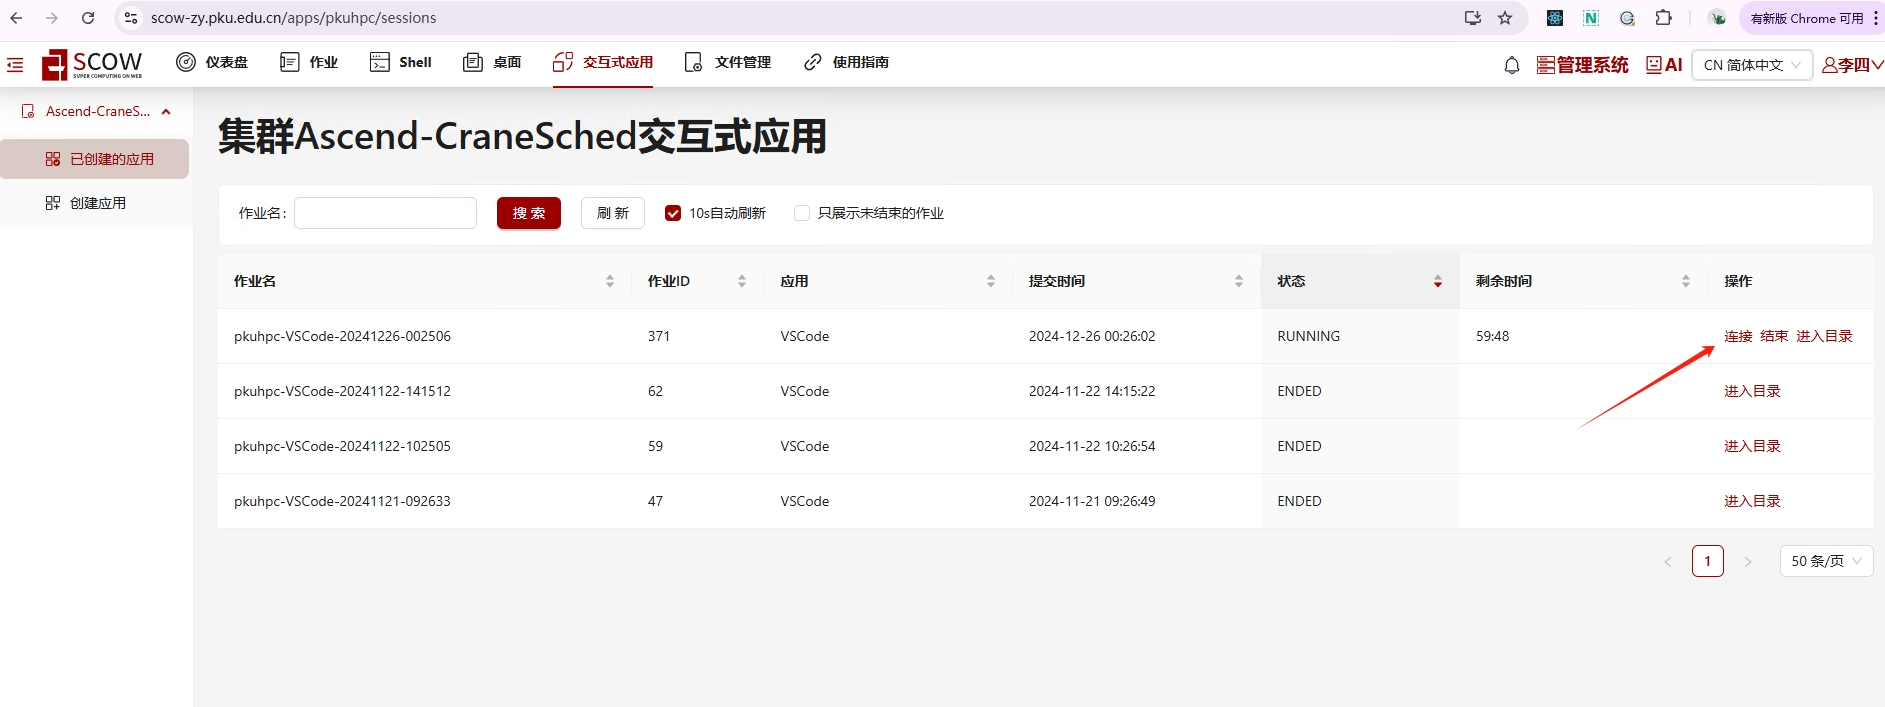 scow-zy.pku.edu.cn/apps/pkuhpc/sessions
有新版 Chrome 可用
SCOW
SUPER COMPUTING ON WEB
仪表盘 作业 Shell 桌面 交互式应用 文件管理 使用指南 管理系统 AI CN 简体中文 李四
Ascend-CraneS...
已创建的应用
创建应用
集群Ascend-CraneSched交互式应用
作业名: 搜 索 刷 新 10s自动刷新 只展示未结束的作业
作业名 作业ID 应用 提交时间 状态 剩余时间 操作
pkuhpc-VSCode-20241226-002506 371 VSCode 2024-12-26 00:26:02 RUNNING 59:48 连接 结束 进入目录
pkuhpc-VSCode-20241122-141512 62 VSCode 2024-11-22 14:15:22 ENDED 进入目录
pkuhpc-VSCode-20241122-102505 59 VSCode 2024-11-22 10:26:54 ENDED 进入目录
pkuhpc-VSCode-20241121-092633 47 VSCode 2024-11-21 09:26:49 ENDED 进入目录
< 1 > 50 条/页